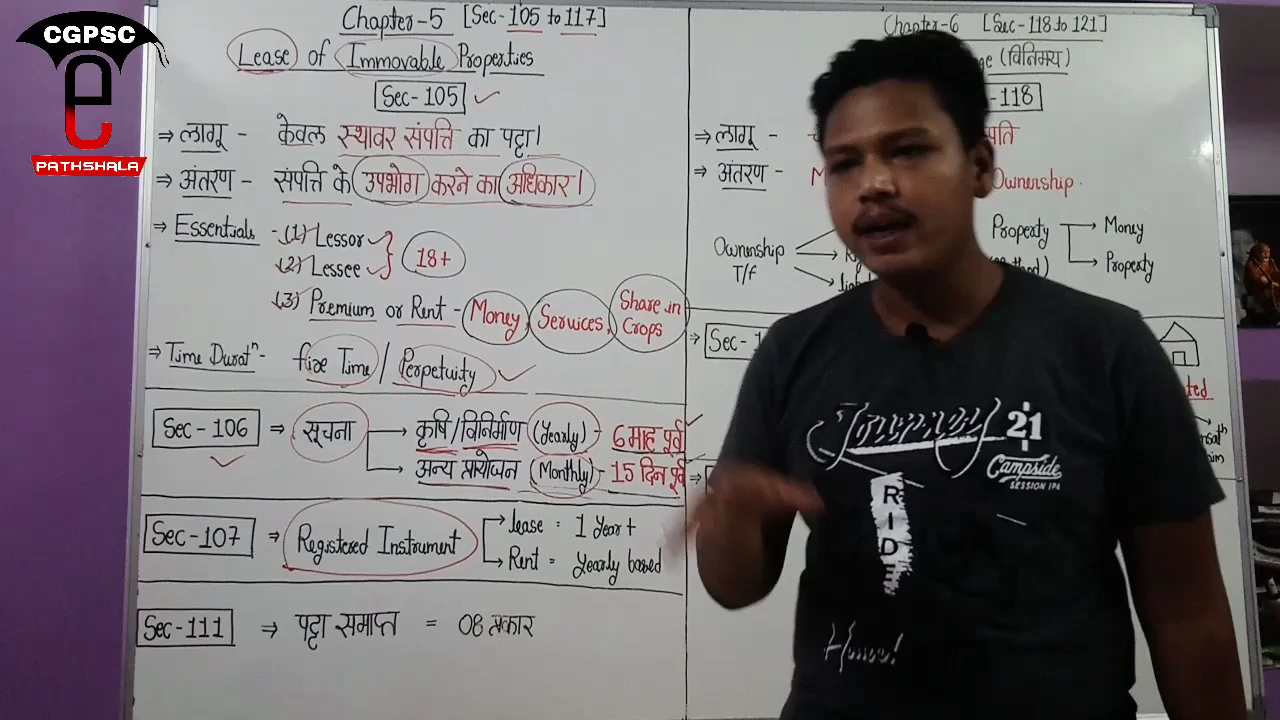 CGPSC
PATHSHALA
Chapter-5 [Sec-105 to 117]
Lease of Immovable Properties
Sec-105
⇒ लागू - केवल स्थावर संपत्ति का पट्टा।
⇒ अंतरण - संपत्ति के उपभोग करने का अधिकार।
⇒ Essentials - (1) Lessor
(2) Lessee
18+
(3) Premium or Rent - Money, Services, Share in Crops
⇒ Time Duratⁿ - fixe Time / Perpetuity
Sec-106 ⇒ सूचना
कृषि/विनिर्माण (Yearly) - 6 माह पूर्व
अन्य प्रायोजन (Monthly) - 15 दिन पूर्व
Sec-107 ⇒ Registered Instrument
lease = 1 Year +
Rent = Yearly based
Sec-111 ⇒ पट्टा समाप्त = 08 प्रकार
Chapter-6 [Sec-118 to 121]
(विनिमय)
-118
⇒ लागू -
⇒ अंतरण - Ownership.
Ownership T/f
Property
Money
Property
⇒ Sec-1
21
Campside
SESSION IPA
RIDE